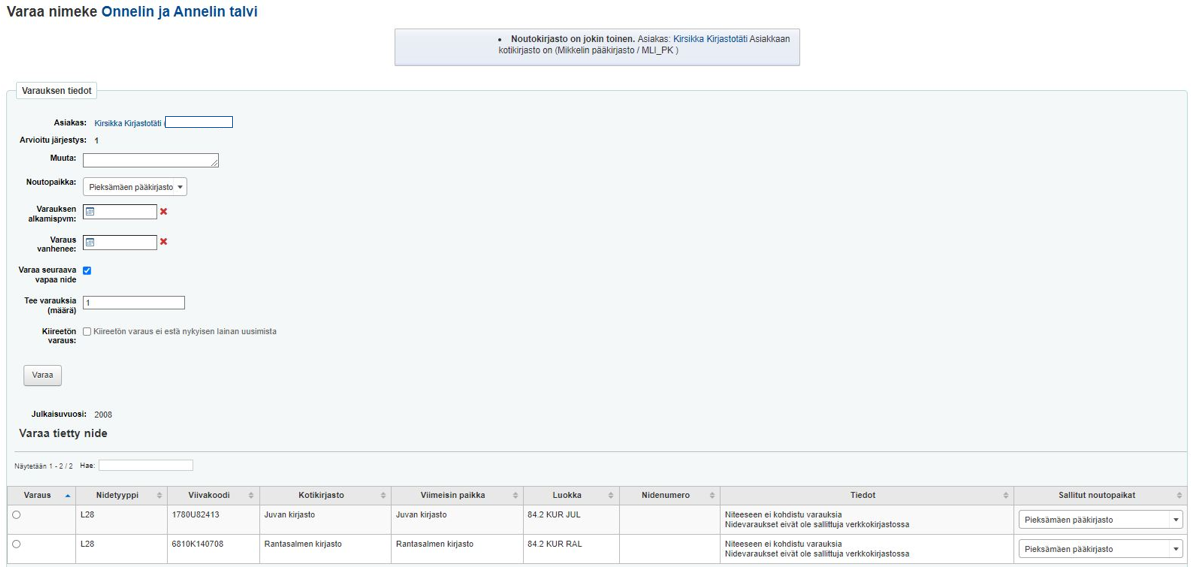 Varaa nimeke Onnelin ja Annelin talvi
• Noutokirjasto on jokin toinen. Asiakas: Kirsikka Kirjastotäti Asiakkaan
kotikirjasto on (Mikkelin pääkirjasto / MLI_PK )
Varauksen tiedot
Asiakas: Kirsikka Kirjastotäti (
Arvioitu järjestys: 1
Muuta:
Noutopaikka: Pieksämäen pääkirjasto
Varauksen
alkamispvm:
Varaus
vanhenee:
Varaa seuraava
vapaa nide
Tee varauksia
(määrä) 1
Kiireetön
varaus: Kiireetön varaus ei estä nykyisen lainan uusimista
Varaa
Julkaisuvuosi: 2008
Varaa tietty nide
Näytetään 1 - 2 / 2 Hae:
Varaus Nidetyyppi Viivakoodi Kotikirjasto Viimeisin paikka Luokka Nidenumero Tiedot Sallitut noutopaikat
L28 1780U82413 Juvan kirjasto Juvan kirjasto 84.2 KUR JUL Niteeseen ei kohdistu varauksia Pieksämäen pääkirjasto
Nidevaraukset eivät ole sallittuja verkkokirjastossa
L28 6810K140708 Rantasalmen kirjasto Rantasalmen kirjasto 84.2 KUR RAL Niteeseen ei kohdistu varauksia Pieksämäen pääkirjasto
Nidevaraukset eivät ole sallittuja verkkokirjastossa